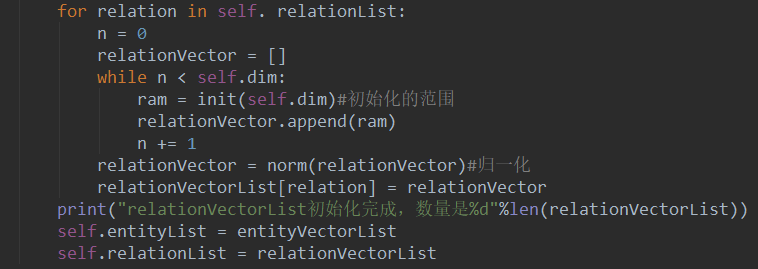 for relation in self. relationList:
    n = 0
    relationVector = []
    while n < self.dim:
        ram = init(self.dim)#初始化的范围
        relationVector.append(ram)
        n += 1
    relationVector = norm(relationVector)#归一化
    relationVectorList[relation] = relationVector
print("relationVectorList初始化完成，数量是%d"%len(relationVectorList))
self.entityList = entityVectorList
self.relationList = relationVectorList